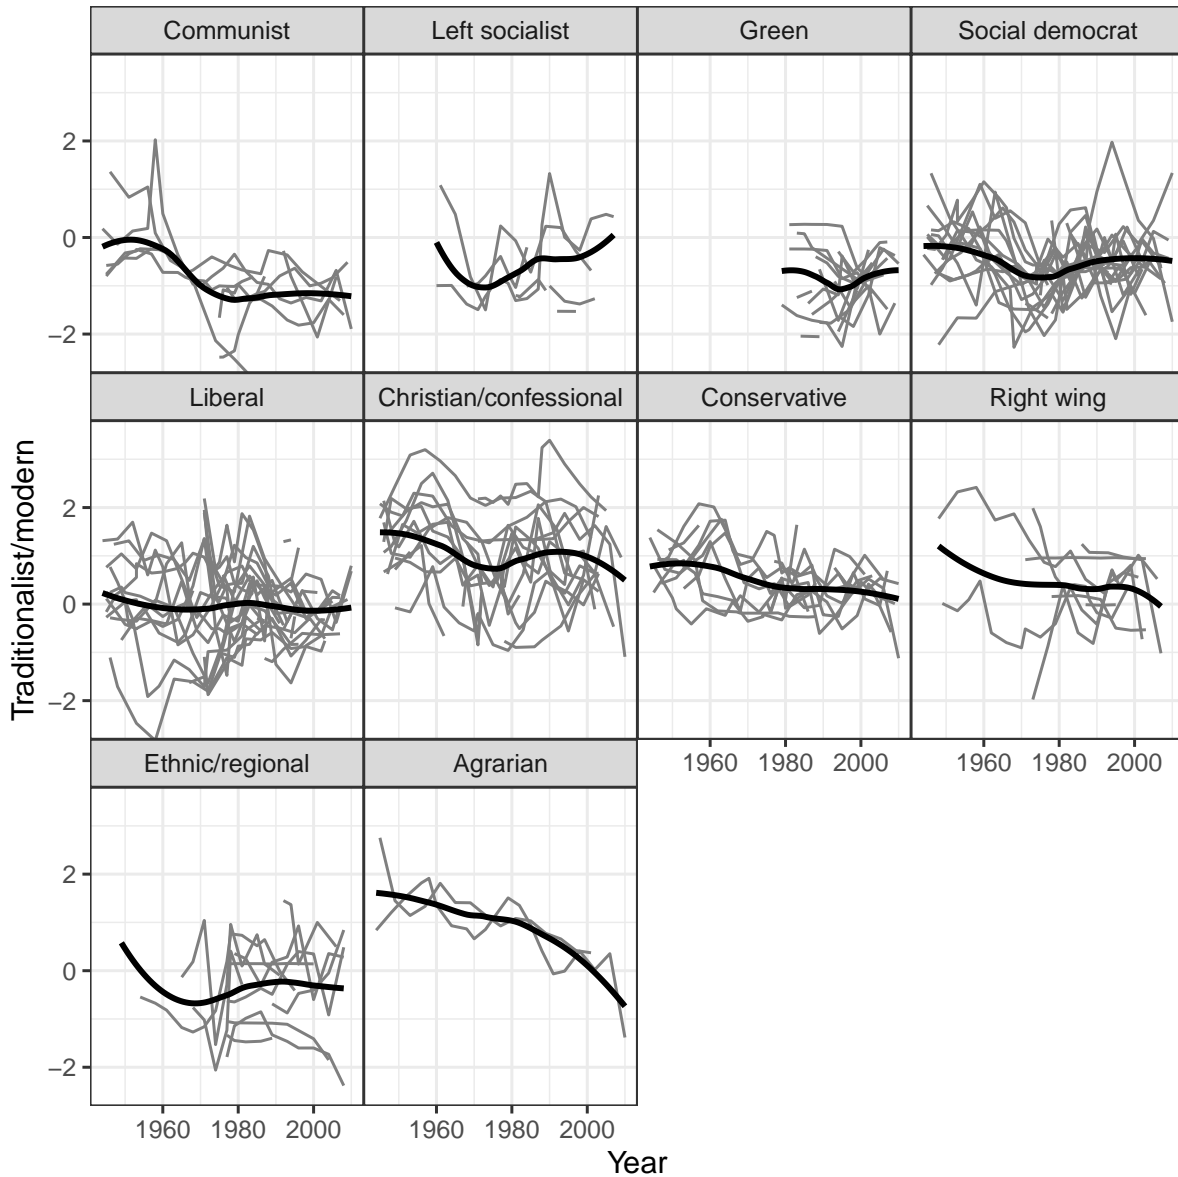 Communist
Left socialist
Green
Social democrat
2
0
−2
Liberal
Christian/confessional
Conservative
Right wing
2
0
−2
1960 1980 2000
1960 1980 2000
Ethnic/regional
Agrarian
2
0
−2
1960 1980 2000
1960 1980 2000
Year
Traditionalist/modern